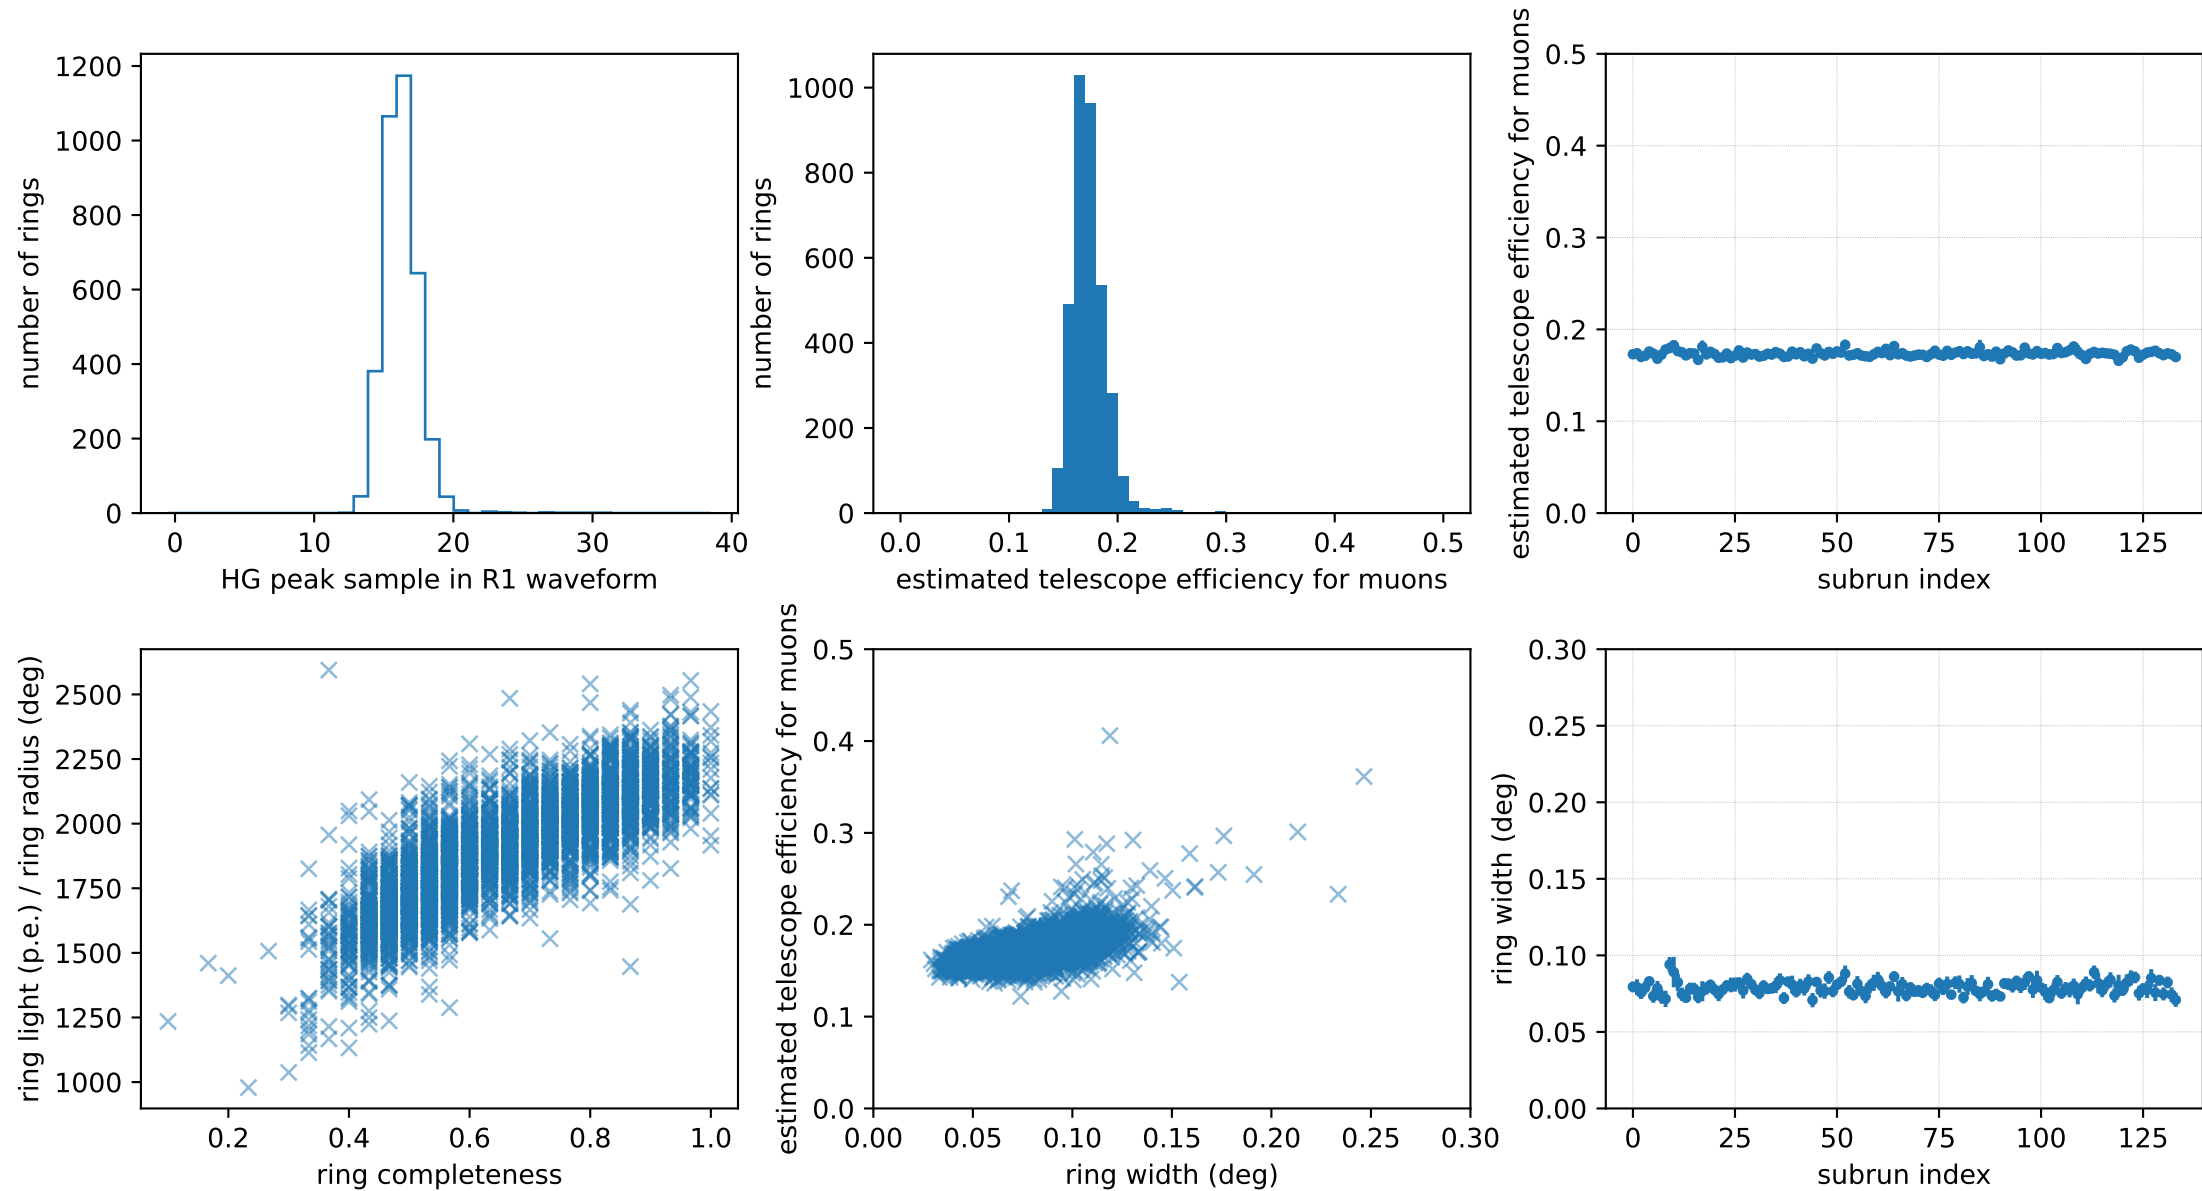 number of rings
1200
1000
800
600
400
200
0
0 10 20 30 40
HG peak sample in R1 waveform
number of rings
1000
800
600
400
200
0
0.0 0.1 0.2 0.3 0.4 0.5
estimated telescope efficiency for muons
estimated telescope efficiency for muons
0.5
0.4
0.3
0.2
0.1
0.0
0 25 50 75 100 125
subrun index
ring light (p.e.) / ring radius (deg)
2500
2250
2000
1750
1500
1250
1000
0.2 0.4 0.6 0.8 1.0
ring completeness
estimated telescope efficiency for muons
0.5
0.4
0.3
0.2
0.1
0.0
0.00 0.05 0.10 0.15 0.20 0.25 0.30
ring width (deg)
ring width (deg)
0.30
0.25
0.20
0.15
0.10
0.05
0.00
0 25 50 75 100 125
subrun index